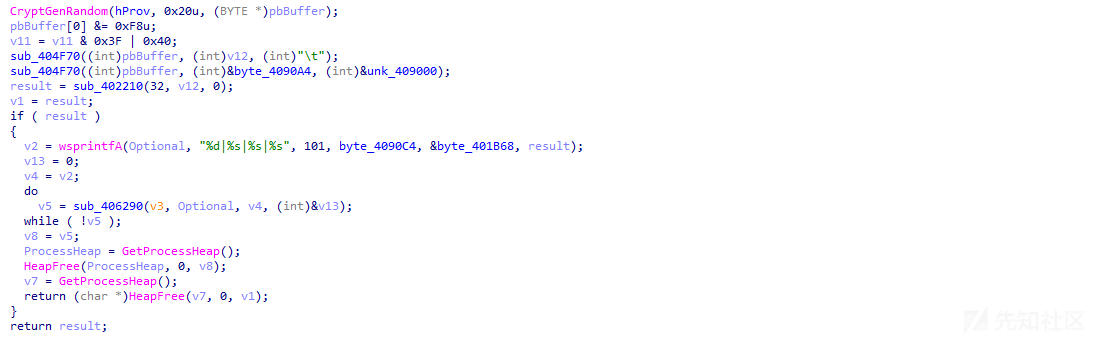 CryptGenRandom(hProv, 0x20u, (BYTE *)pbBuffer);
pbBuffer[0] &= 0xF8u;
v11 = v11 & 0x3F | 0x40;
sub_404F70((int)pbBuffer, (int)v12, (int)"\t");
sub_404F70((int)pbBuffer, (int)&byte_4090A4, (int)&unk_409000);
result = sub_402210(32, v12, 0);
v1 = result;
if ( result )
{
  v2 = wsprintfA(Optional, "%d|%s|%s|%s", 101, byte_4090C4, &byte_401B68, result);
  v13 = 0;
  v4 = v2;
  do
    v5 = sub_406290(v3, Optional, v4, (int)&v13);
  while ( !v5 );
  v8 = v5;
  ProcessHeap = GetProcessHeap();
  HeapFree(ProcessHeap, 0, v8);
  v7 = GetProcessHeap();
  return (char *)HeapFree(v7, 0, v1);
}
return result;
先知社区